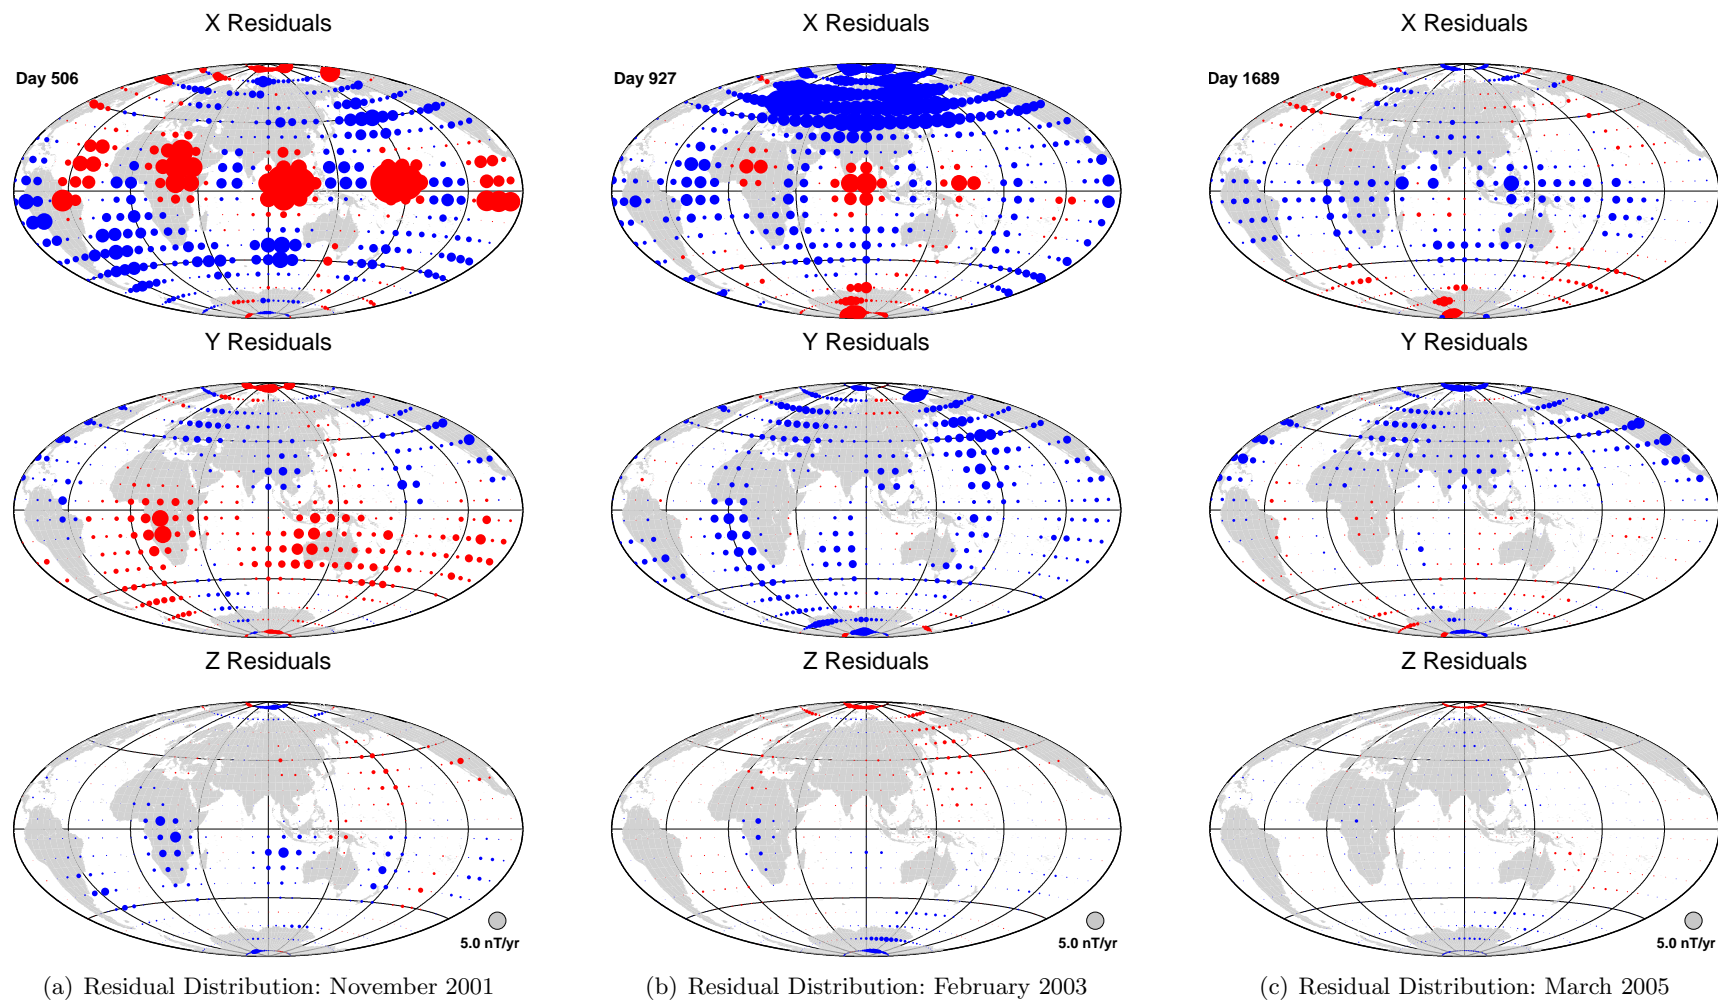 X Residuals
X Residuals
X Residuals
Day 506
Day 927
Day 1689
Y Residuals
Y Residuals
Y Residuals
Z Residuals
Z Residuals
Z Residuals
5.0 nT/yr
5.0 nT/yr
5.0 nT/yr
(a) Residual Distribution: November 2001
(b) Residual Distribution: February 2003
(c) Residual Distribution: March 2005